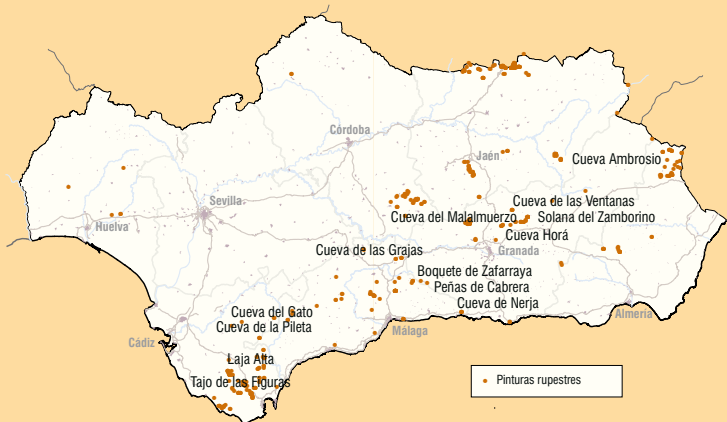 Córdoba
Jaén
Cueva Ambrosio
Sevilla
Cueva de las Ventanas
Cueva del Malalmuerzo
Solana del Zamborino
Huelva
Cueva Horá
Cueva de las Grajas
Granada
Boquete de Zafarraya
Peñas de Cabrera
Cueva de Nerja
Cueva del Gato
Almería
Cueva de la Pileta
Málaga
Cádiz
Laja Alta
Tajo de las Figuras
Pinturas rupestres